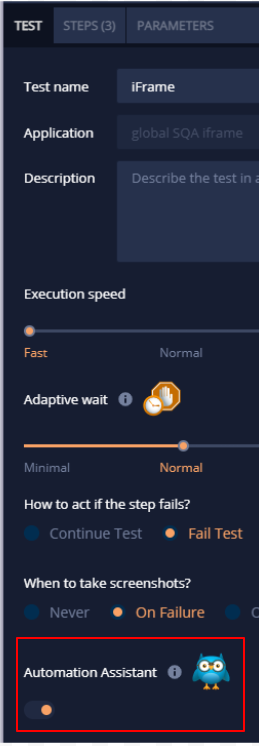 TEST STEPS (3) PARAMETERS
Test name iFrame
Application global SQA iframe
Description Describe the test in a
Execution speed
Fast Normal
Adaptive wait
Minimal Normal
How to act if the step fails?
Continue Test Fail Test
When to take screenshots?
Never On Failure
Automation Assistant